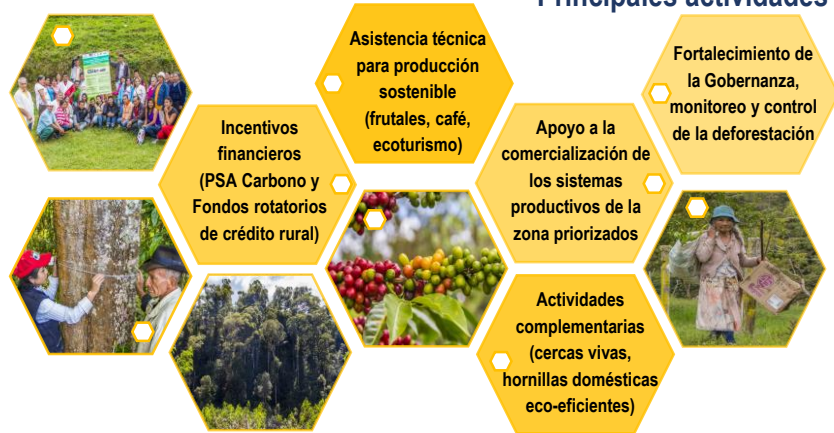 Principales actividades
Asistencia técnica
para producción
sostenible
(frutales, café,
ecoturismo)
Fortalecimiento de
la Gobernanza,
monitoreo y control
de la deforestación
Incentivos
financieros
(PSA Carbono y
Fondos rotatorios
de crédito rural)
Apoyo a la
comercialización de
los sistemas
productivos de la
zona priorizados
Actividades
complementarias
(cercas vivas,
hornillas domésticas
eco-eficientes)